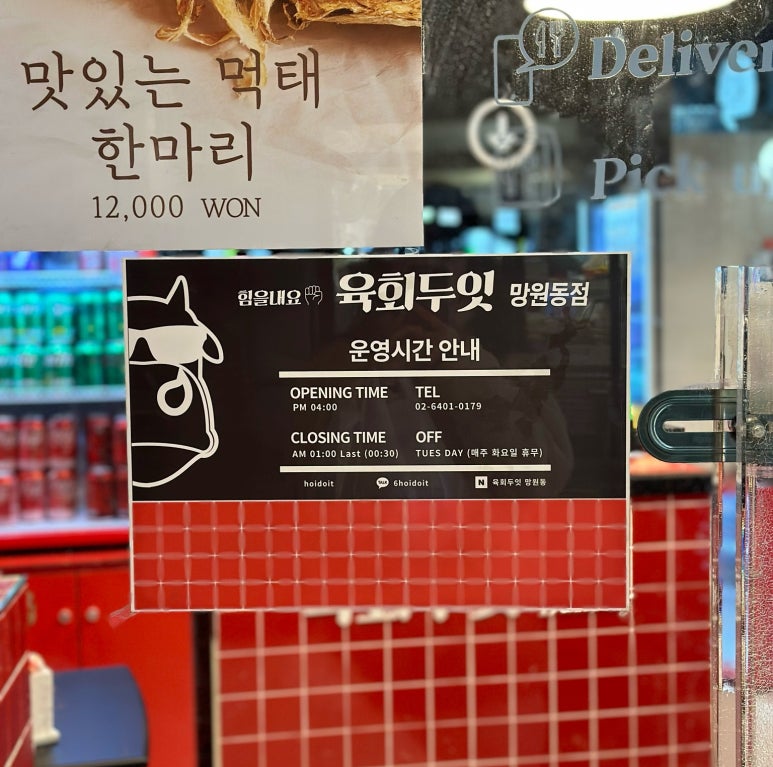 맛있는 먹태
한마리
12,000 WON
Deliver
Pick u
힘을내요 육회두잇 망원동점
운영시간 안내
OPENING TIME
PM 04:00
TEL
02-6401-0179
CLOSING TIME
AM 01:00 Last (00:30)
OFF
TUES DAY (매주 화요일 휴무)
hoidoit
TALK 6hoidoit
N 육회두잇 망원동